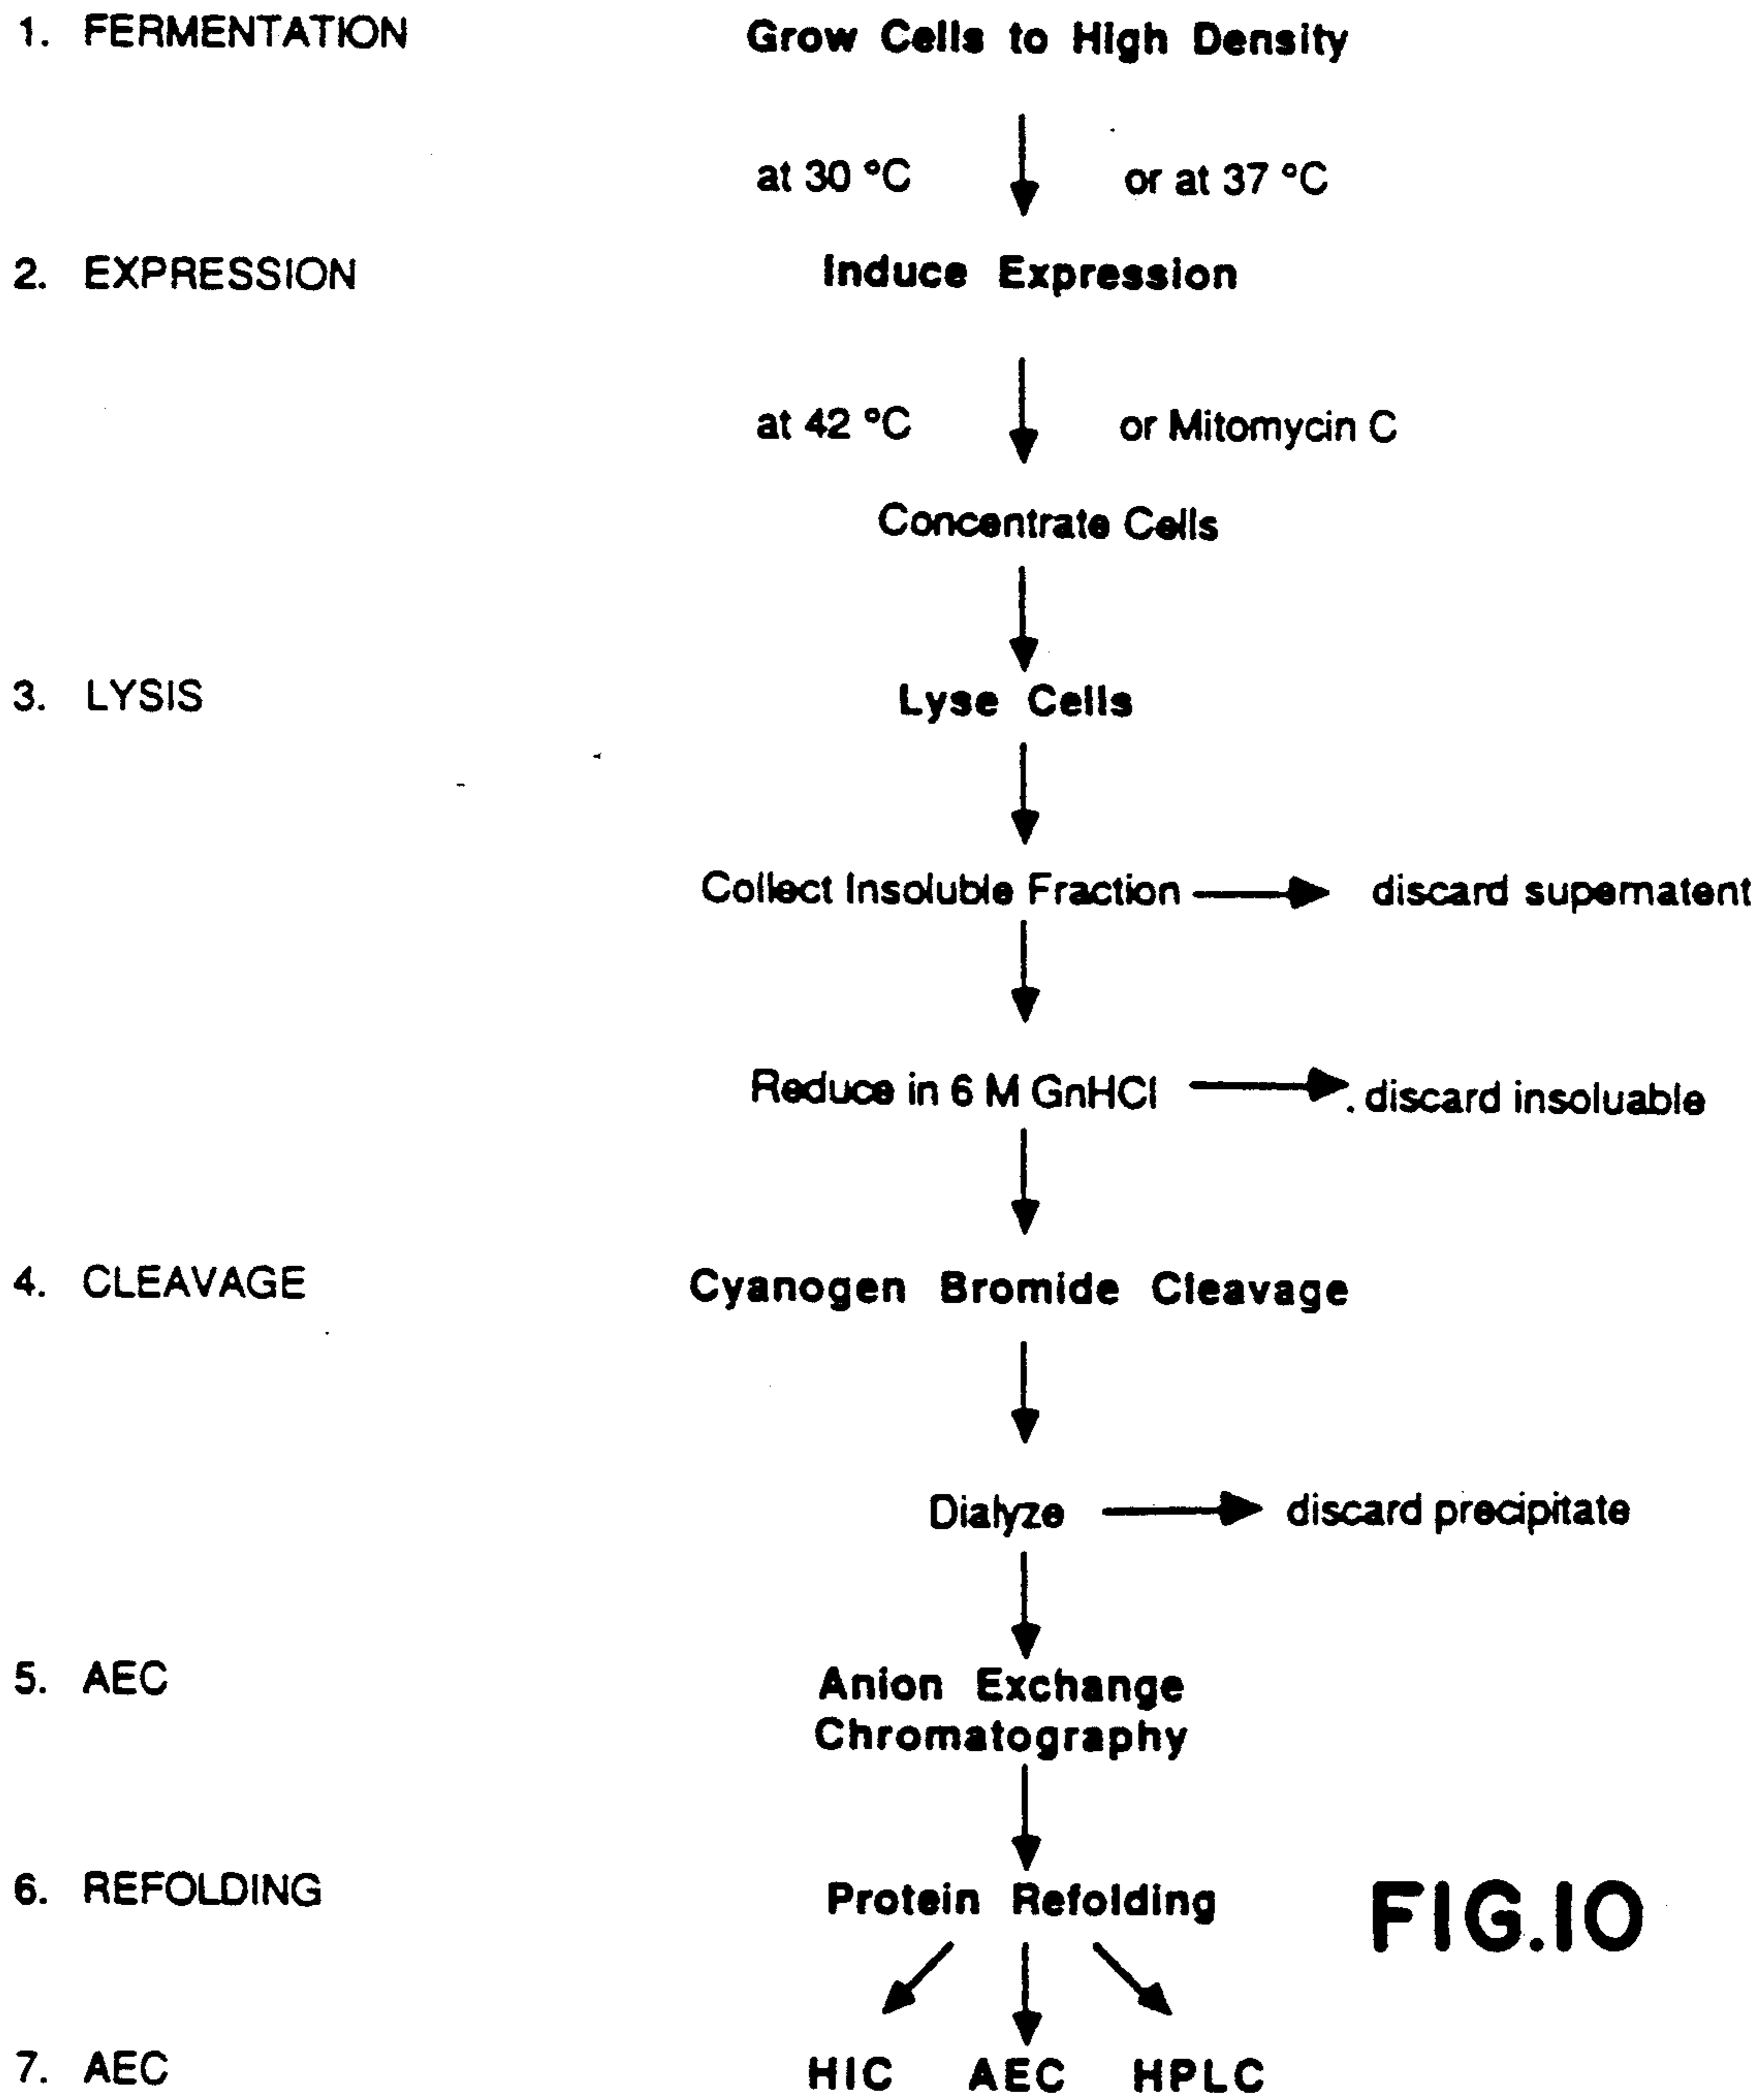 1. FERMENTATION Grow Cells to High Density
at 30 °C or at 37 °C
2. EXPRESSION Induce Expression
at 42 °C or Mitomycin C
Concentrate Cells
3. LYSIS Lyse Cells
Collect Insoluble Fraction discard supernatent
Reduce in 6 M GnHCl discard insoluable
4. CLEAVAGE Cyanogen Bromide Cleavage
Dialyze discard precipitate
5. AEC Anion Exchange
Chromatography
6. REFOLDING Protein Refolding
FIG.10
7. AEC HIC AEC HPLC